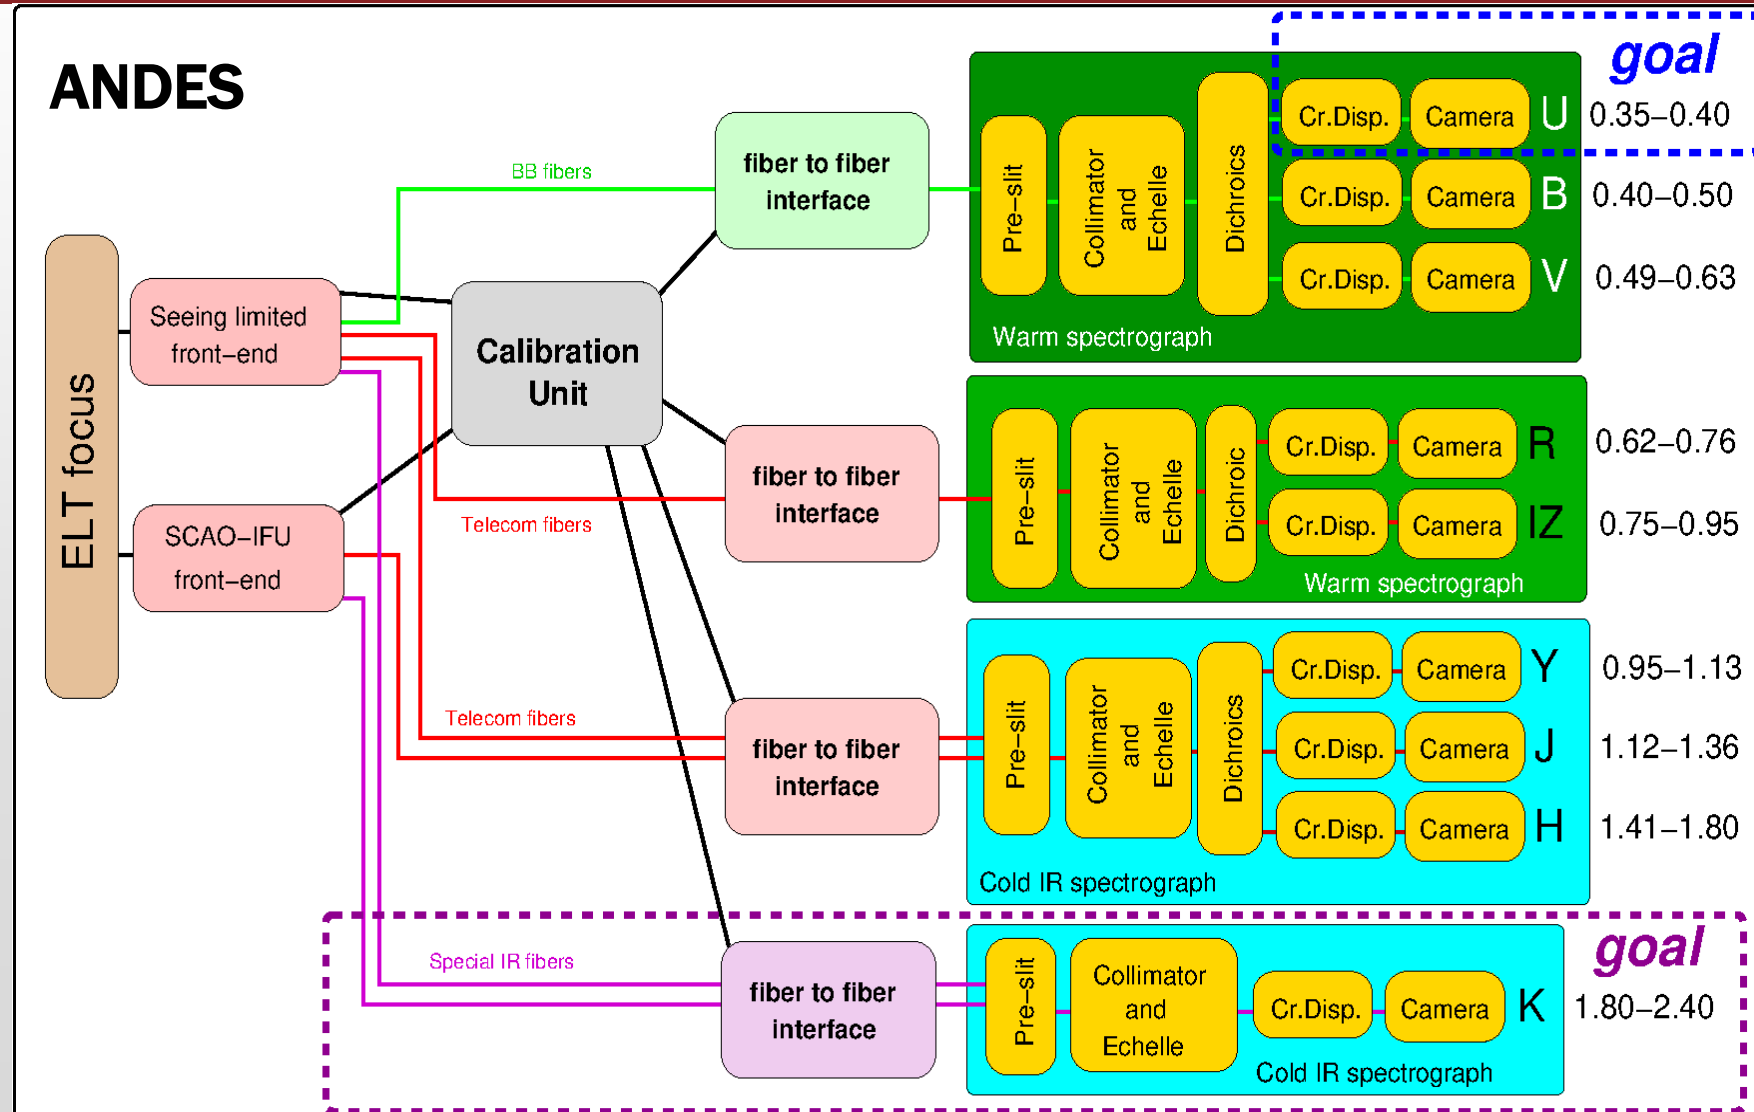 ANDES
ELT focus
Seeing limited
front–end
SCAO–IFU
front–end
BB fibers
Telecom fibers
Telecom fibers
Special IR fibers
Calibration
Unit
fiber to fiber
interface
fiber to fiber
interface
fiber to fiber
interface
fiber to fiber
interface
goal
Pre–slit
Collimator
and
Echelle
Dichroics
Cr.Disp.
Camera
U
0.35–0.40
Cr.Disp.
Camera
B
0.40–0.50
Cr.Disp.
Camera
V
0.49–0.63
Warm spectrograph
Pre–slit
Collimator
and
Echelle
Dichroic
Cr.Disp.
Camera
R
0.62–0.76
Cr.Disp.
Camera
IZ
0.75–0.95
Warm spectrograph
Pre–slit
Collimator
and
Echelle
Dichroics
Cr.Disp.
Camera
Y
0.95–1.13
Cr.Disp.
Camera
J
1.12–1.36
Cr.Disp.
Camera
H
1.41–1.80
Cold IR spectrograph
goal
Pre–slit
Collimator
and
Echelle
Cr.Disp.
Camera
K
1.80–2.40
Cold IR spectrograph